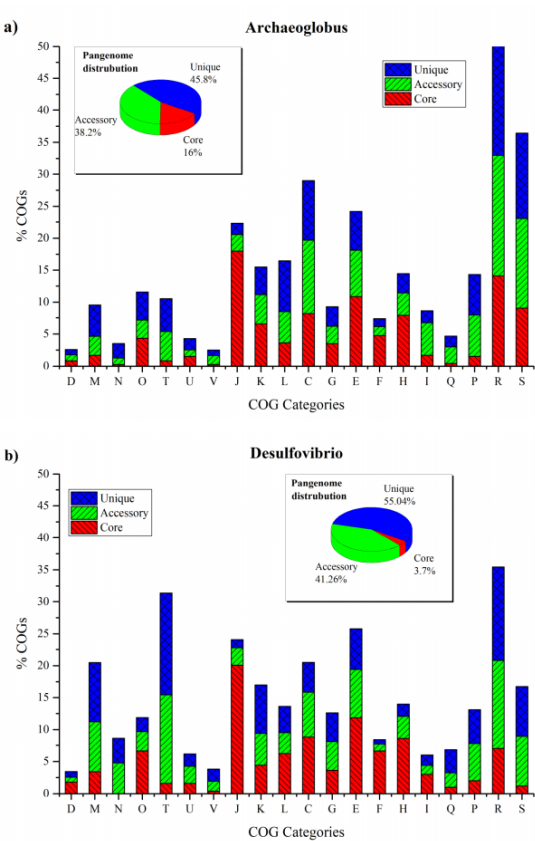 a)
Archaeoglobus
Pangenome
distrubution
Unique
45.8%
Accessory
38.2%
Core
16%
Unique
Accessory
Core
50
45
40
35
30
25
20
15
10
5
0
% COGs
D M N O T U V J K L C G E F H I Q P R S
COG Categories
b)
Desulfovibrio
Unique
Accessory
Core
Pangenome
distrubution
Unique
55.04%
Accessory
41.26%
Core
3.7%
50
45
40
35
30
25
20
15
10
5
0
% COGs
D M N O T U V J K L C G E F H I Q P R S
COG Categories